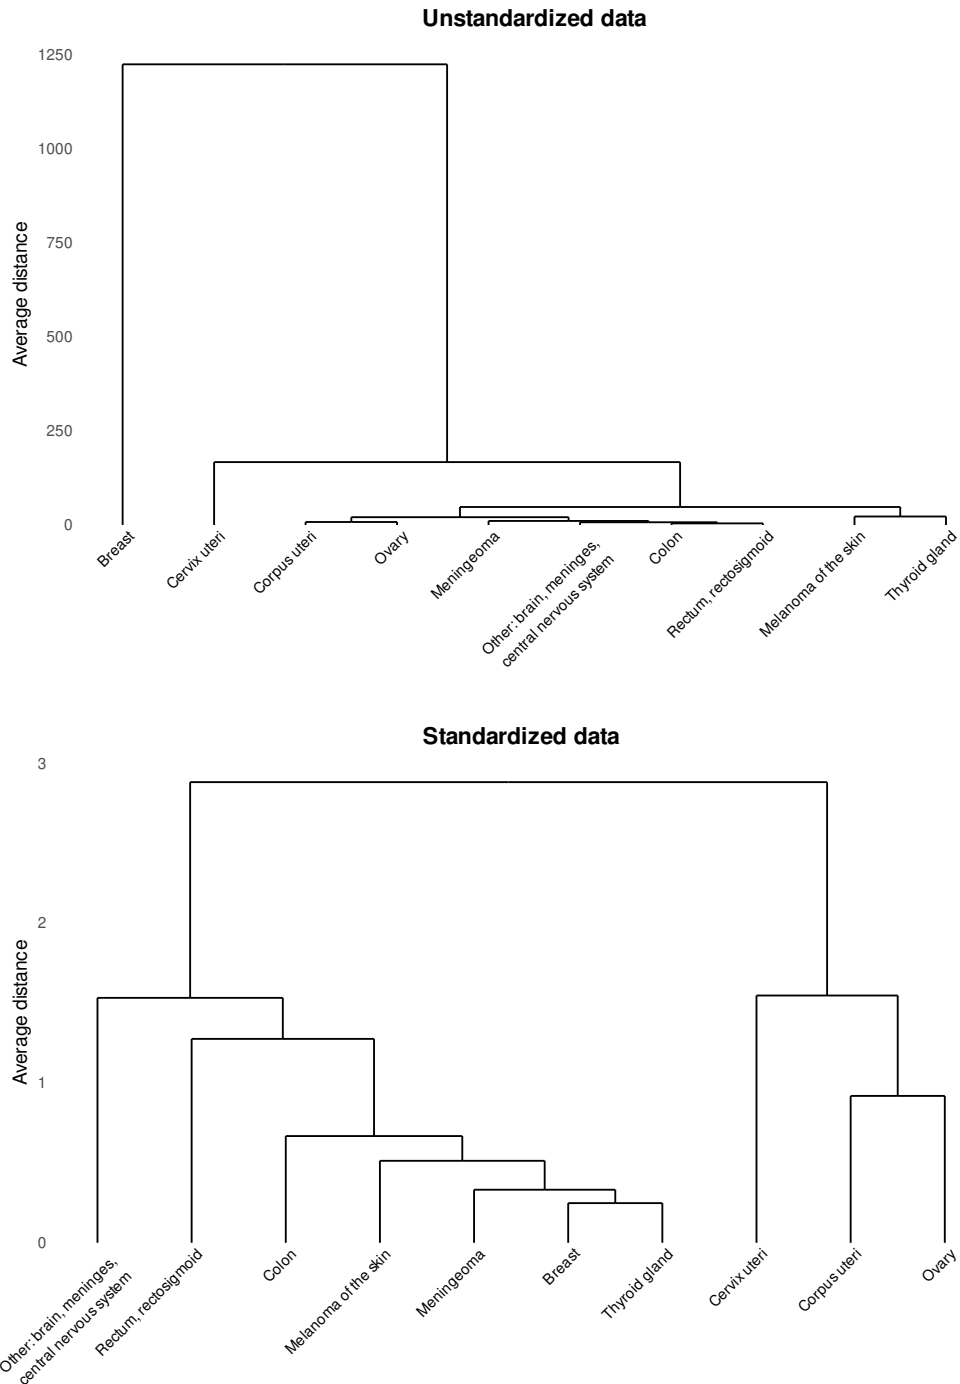 Unstandardized data
1250
1000
750
500
250
0
Average distance
Breast
Cervix uteri
Corpus uteri
Ovary
Meningeoma
Other: brain, meninges,
central nervous system
Colon
Rectum, rectosigmoid
Melanoma of the skin
Thyroid gland
Standardized data
3
2
1
0
Average distance
Other: brain, meninges,
central nervous system
Rectum, rectosigmoid
Colon
Melanoma of the skin
Meningeoma
Breast
Thyroid gland
Cervix uteri
Corpus uteri
Ovary